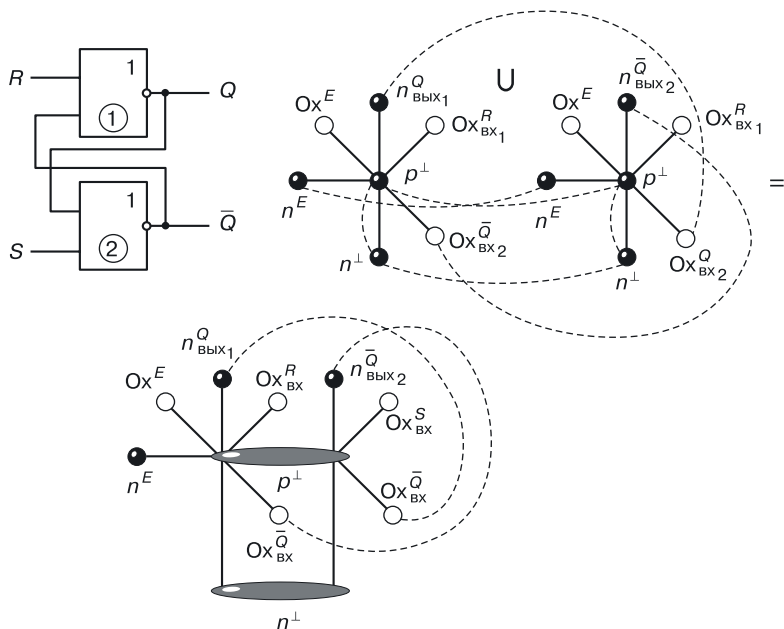 R
1
1
Q
S
1
2
Q̅
Ox^E
n^Q_вых1
Ox^R_вх1
p^⊥
n^E
Ox^Q̅_вх2
n^⊥
∪
Ox^E
n^Q̅_вых2
Ox^R_вх1
p^⊥
n^E
Ox^Q_вх2
n^⊥
=
n^Q_вых1
n^Q̅_вых2
Ox^E
Ox^R_вх
Ox^S_вх
n^E
p^⊥
Ox^Q̅_вх
Ox^Q̅_вх
n^⊥